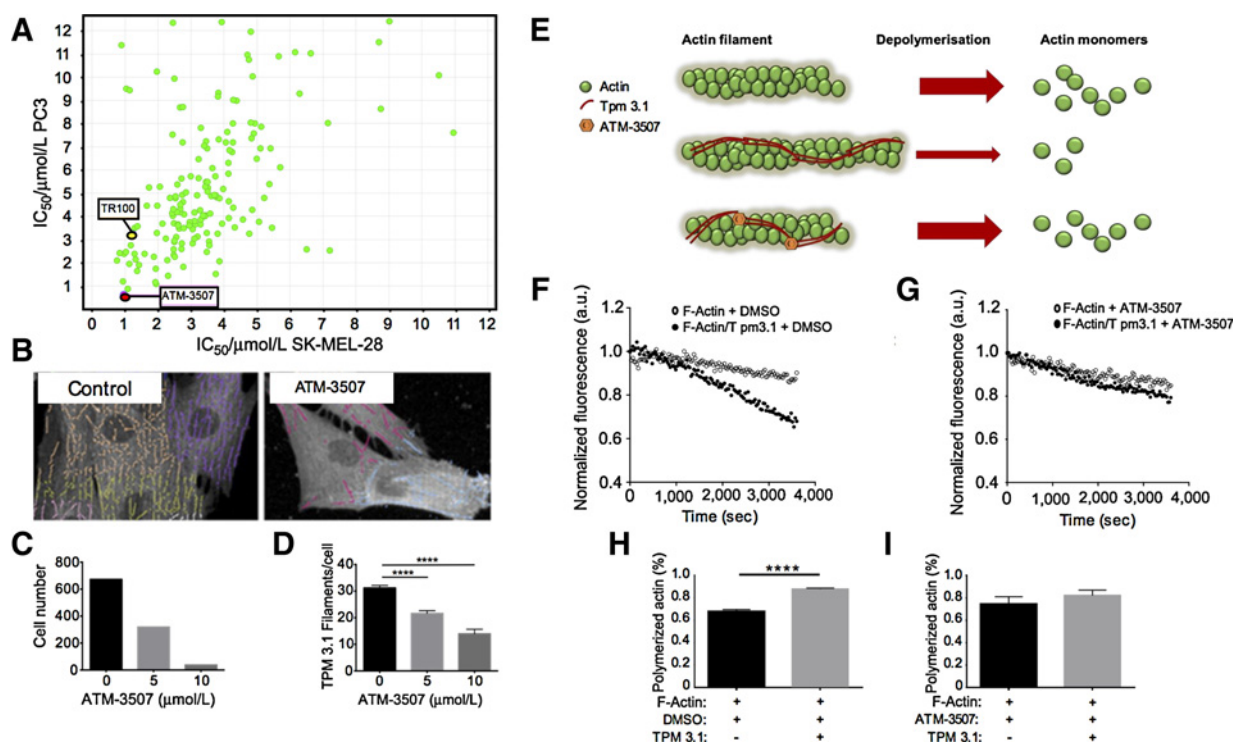 A
IC50/μmol/L PC3
12
11
10
9
8
7
6
5
4
3
2
1
TR100
ATM-3507
0 1 2 3 4 5 6 7 8 9 10 11 12
IC50/μmol/L SK-MEL-28
B
Control
ATM-3507
C
Cell number
800
600
400
200
0
0 5 10
ATM-3507 (μmol/L)
D
TPM 3.1 Filaments/cell
40
30
20
10
0
****
****
0 5 10
ATM-3507 (μmol/L)
E
Actin filament Depolymerisation Actin monomers
Actin
Tpm 3.1
ATM-3507
F
Normalized fluorescence (a.u.)
1.2
1.0
0.8
0.6
0.4
F-Actin + DMSO
F-Actin/T pm3.1 + DMSO
0 1,000 2,000 3,000 4,000
Time (sec)
G
Normalized fluorescence (a.u.)
1.2
1.0
0.8
0.6
0.4
F-Actin + ATM-3507
F-Actin/T pm3.1 + ATM-3507
0 1,000 2,000 3,000 4,000
Time (sec)
H
Polymerized actin (%)
1.0
0.8
0.6
0.4
0.2
0
****
F-Actin: + +
DMSO: + +
TPM 3.1: - +
I
Polymerized actin (%)
1.0
0.8
0.6
0.4
0.2
0
F-Actin: + +
ATM-3507: + +
TPM 3.1: - +